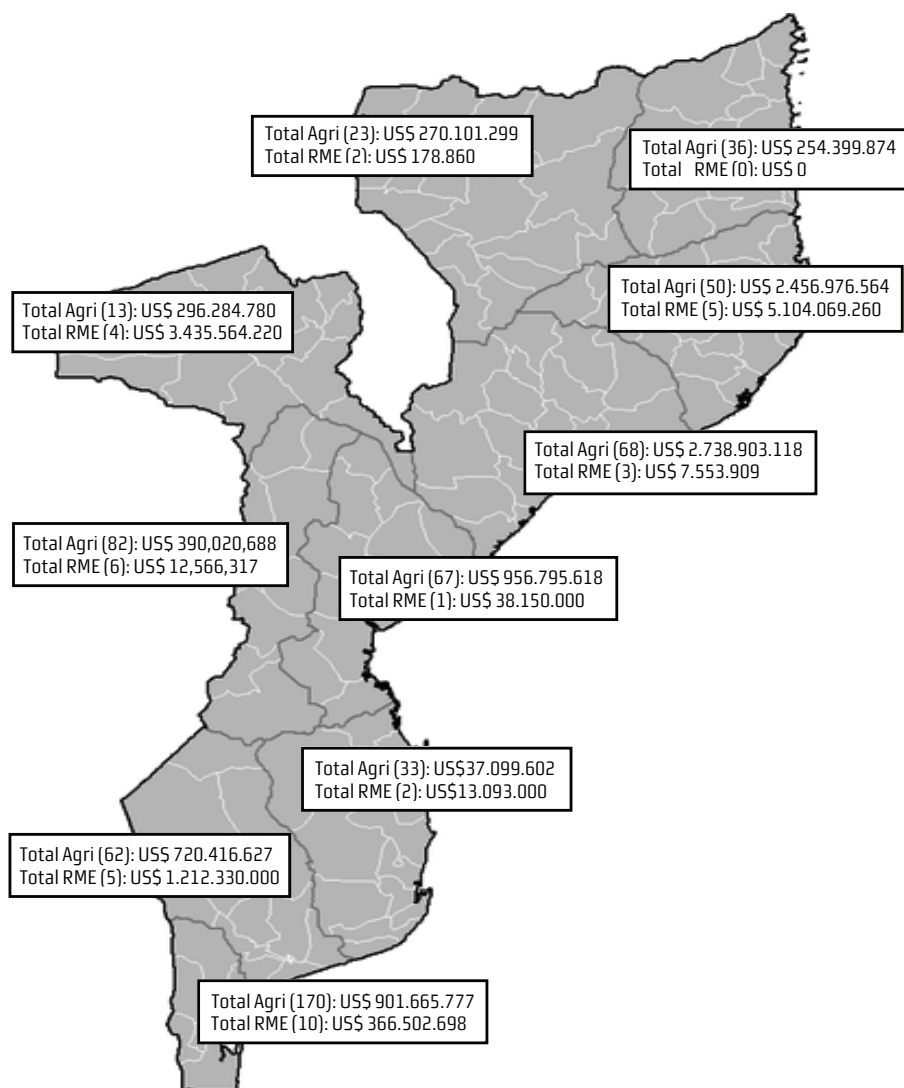 Total Agri (23): US$ 270.101.299
Total RME (2): US$ 178.860
Total Agri (36): US$ 254.399.874
Total RME (0): US$ 0
Total Agri (50): US$ 2.456.976.564
Total RME (5): US$ 5.104.069.260
Total Agri (13): US$ 296.284.780
Total RME (4): US$ 3.435.564.220
Total Agri (68): US$ 2.738.903.118
Total RME (3): US$ 7.553.909
Total Agri (82): US$ 390,020,688
Total RME (6): US$ 12,566,317
Total Agri (67): US$ 956.795.618
Total RME (1): US$ 38.150.000
Total Agri (33): US$37.099.602
Total RME (2): US$13.093.000
Total Agri (62): US$ 720.416.627
Total RME (5): US$ 1.212.330.000
Total Agri (170): US$ 901.665.777
Total RME (10): US$ 366.502.698